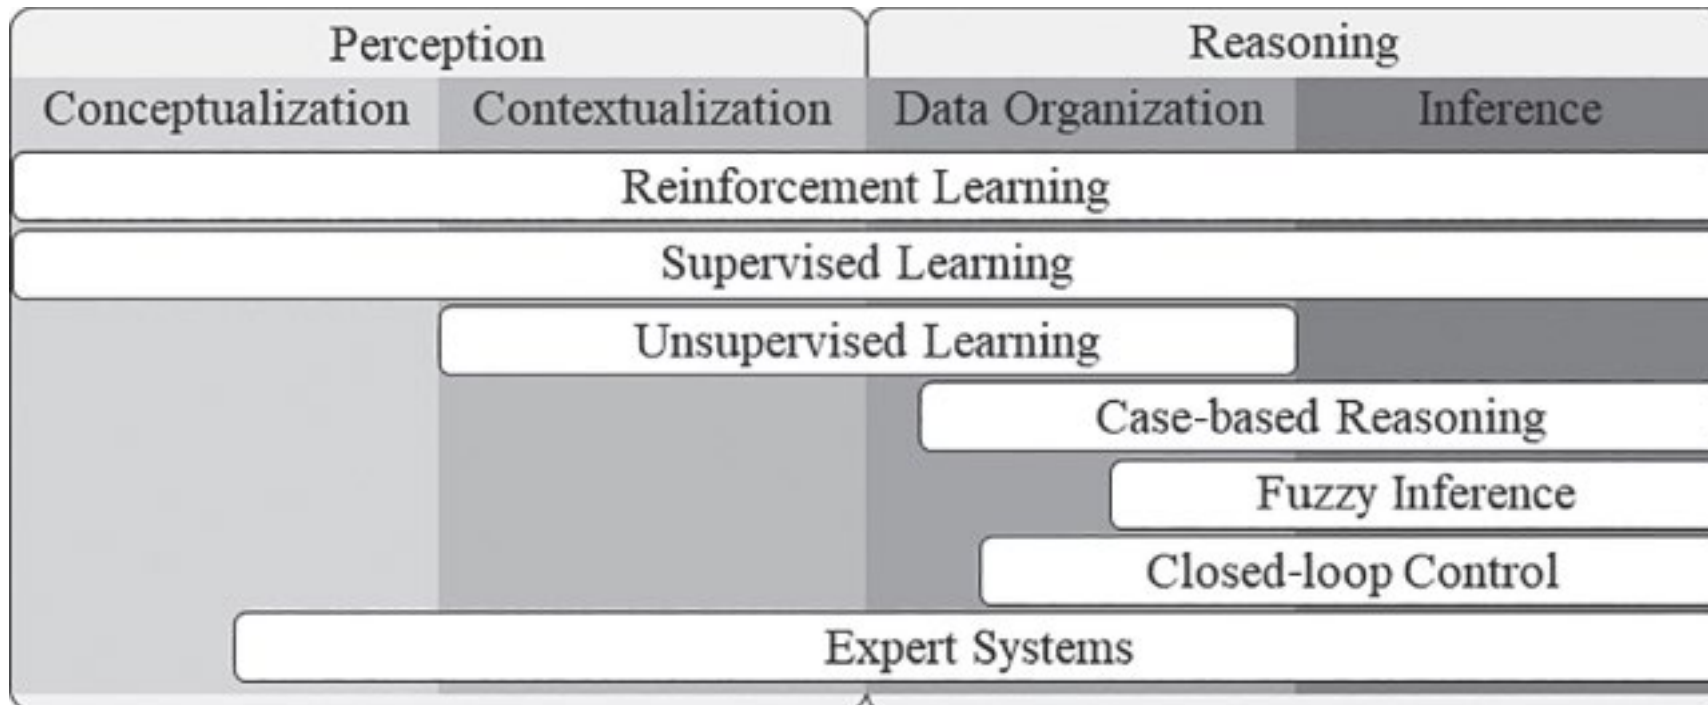 Perception Reasoning
Conceptualization Contextualization Data Organization Inference
Reinforcement Learning
Supervised Learning
Unsupervised Learning
Case-based Reasoning
Fuzzy Inference
Closed-loop Control
Expert Systems